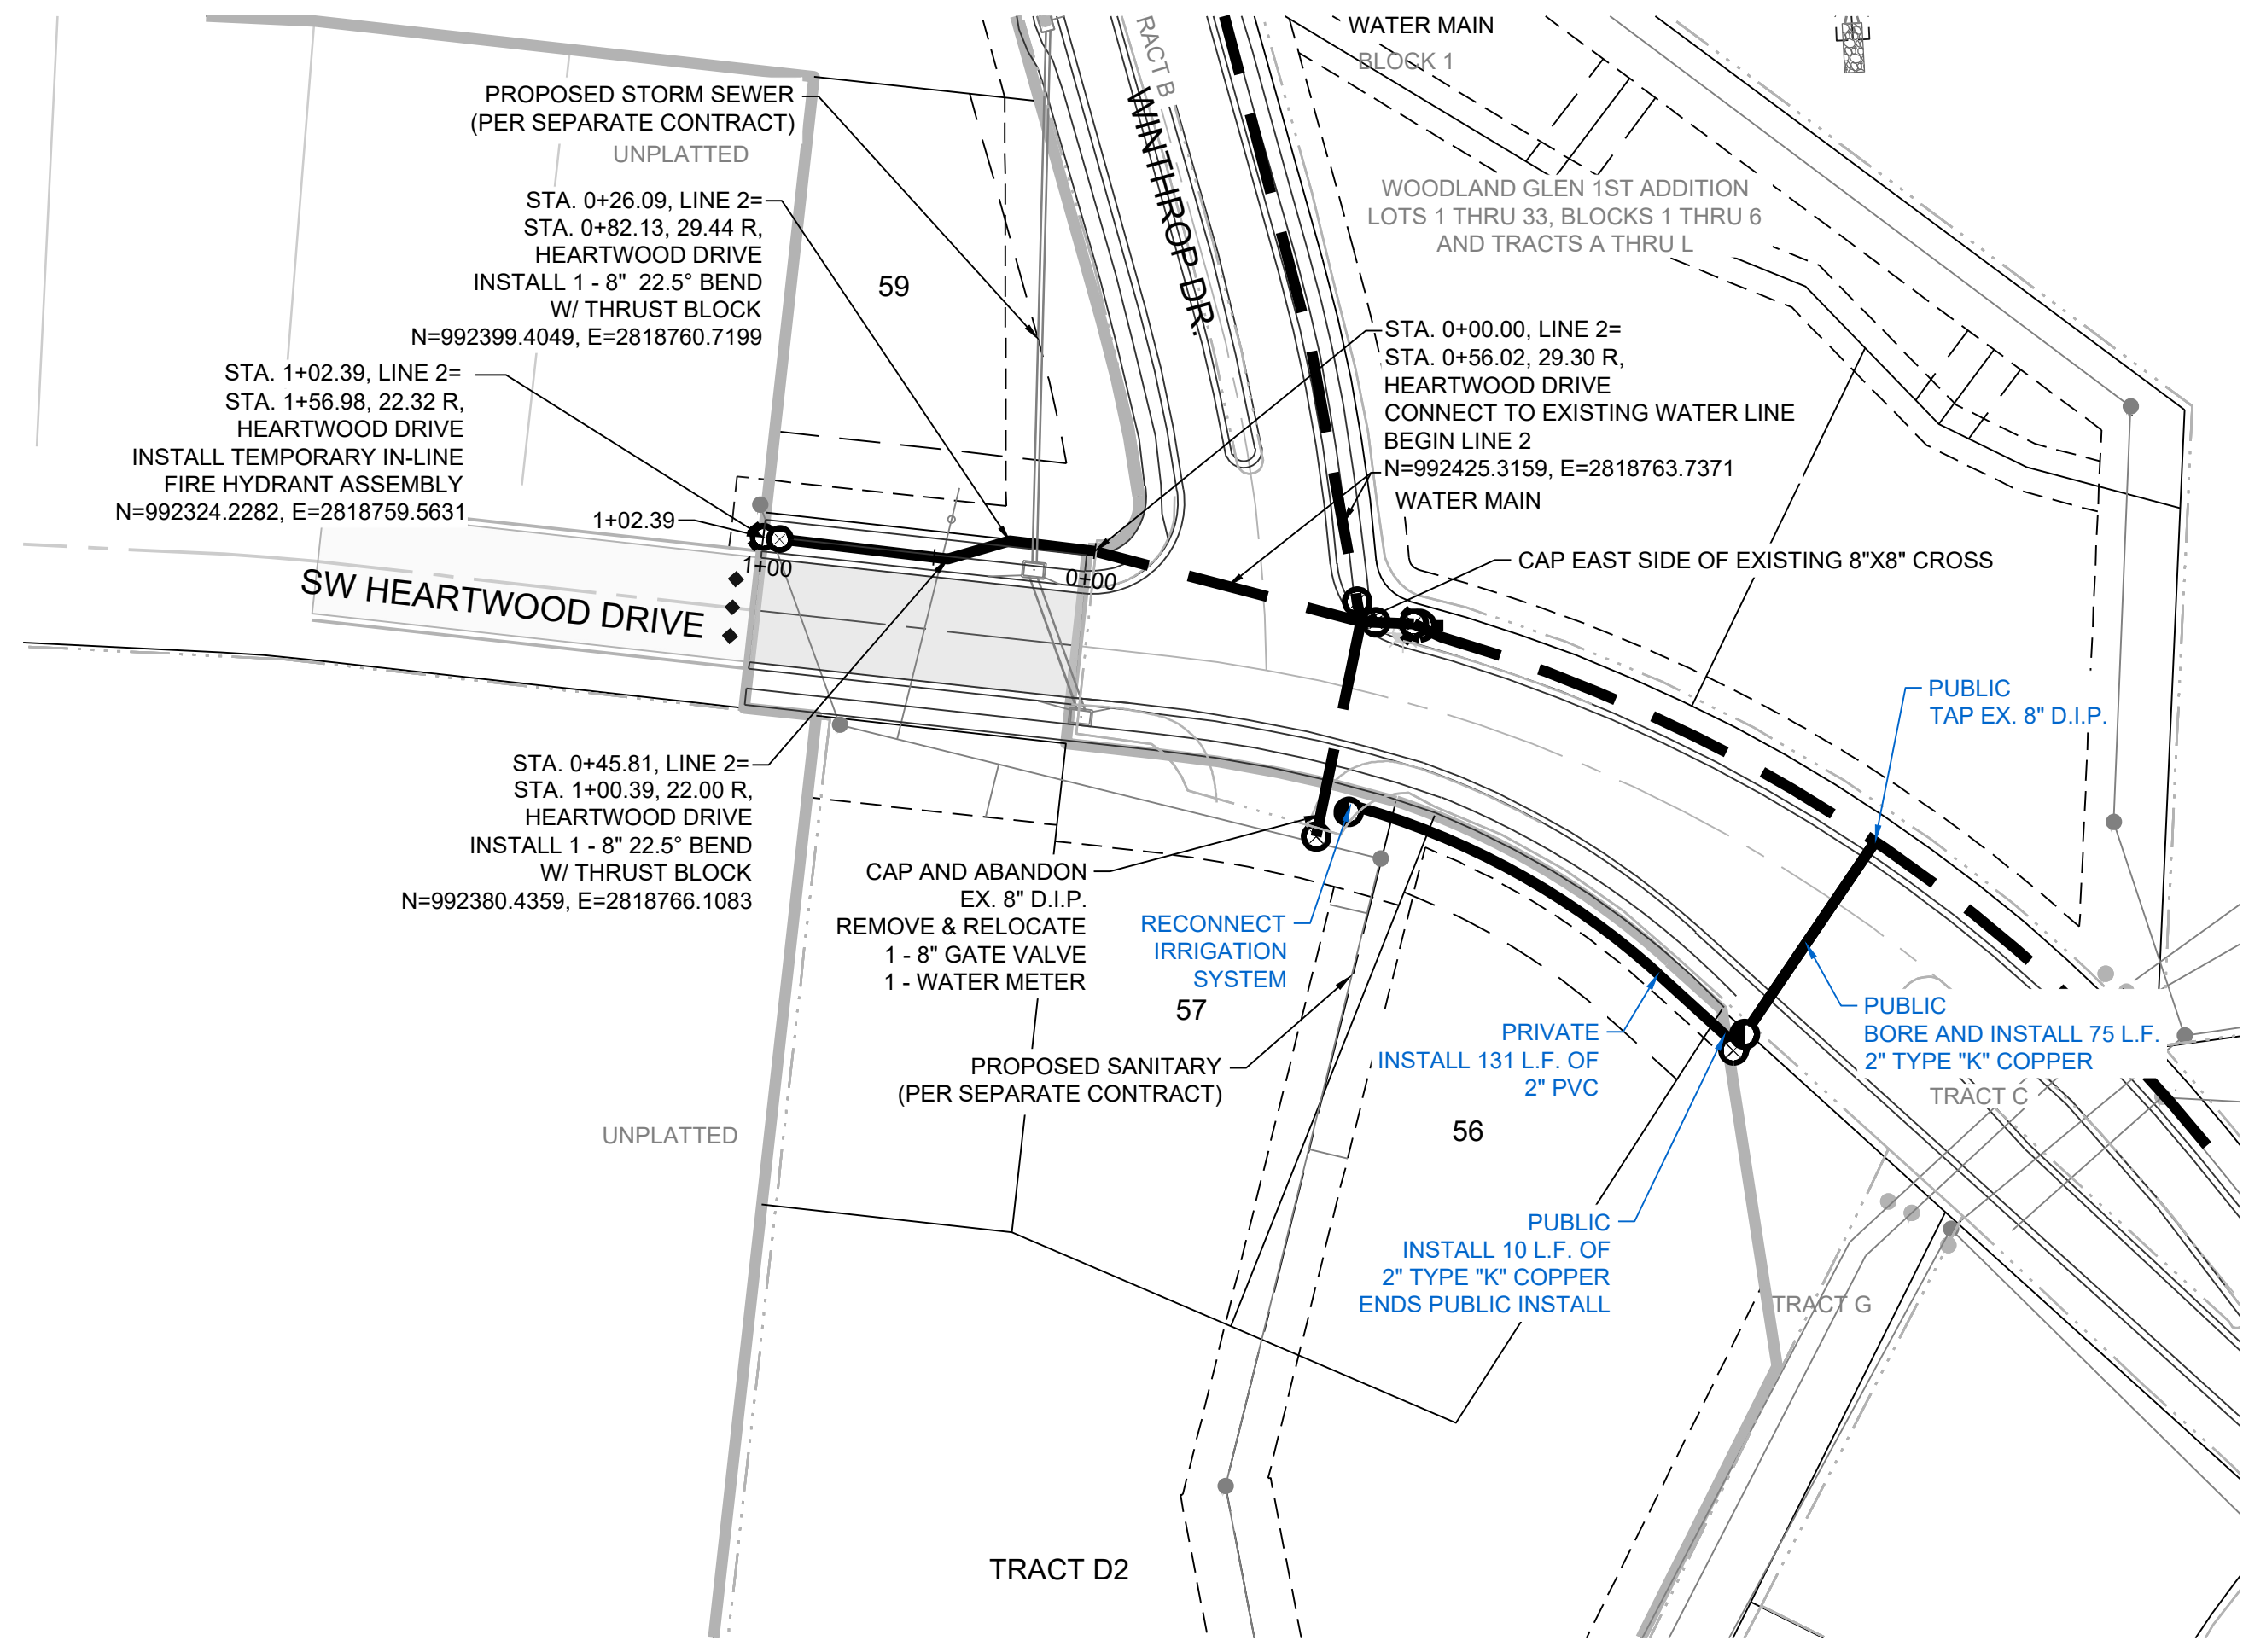 WATER MAIN
BLOCK 1
RACT B
WINTHROP DR.
PROPOSED STORM SEWER
(PER SEPARATE CONTRACT)
UNPLATTED
STA. 0+26.09, LINE 2=
STA. 0+82.13, 29.44 R,
HEARTWOOD DRIVE
INSTALL 1 - 8" 22.5° BEND
W/ THRUST BLOCK
N=992399.4049, E=2818760.7199
59
WOODLAND GLEN 1ST ADDITION
LOTS 1 THRU 33, BLOCKS 1 THRU 6
AND TRACTS A THRU L
STA. 0+00.00, LINE 2=
STA. 0+56.02, 29.30 R,
HEARTWOOD DRIVE
CONNECT TO EXISTING WATER LINE
BEGIN LINE 2
N=992425.3159, E=2818763.7371
WATER MAIN
STA. 1+02.39, LINE 2=
STA. 1+56.98, 22.32 R,
HEARTWOOD DRIVE
INSTALL TEMPORARY IN-LINE
FIRE HYDRANT ASSEMBLY
N=992324.2282, E=2818759.5631
1+02.39
1+00
0+00
CAP EAST SIDE OF EXISTING 8"X8" CROSS
SW HEARTWOOD DRIVE
PUBLIC
TAP EX. 8" D.I.P.
STA. 0+45.81, LINE 2=
STA. 1+00.39, 22.00 R,
HEARTWOOD DRIVE
INSTALL 1 - 8" 22.5° BEND
W/ THRUST BLOCK
N=992380.4359, E=2818766.1083
CAP AND ABANDON
EX. 8" D.I.P.
REMOVE & RELOCATE
1 - 8" GATE VALVE
1 - WATER METER
RECONNECT
IRRIGATION
SYSTEM
57
PROPOSED SANITARY
(PER SEPARATE CONTRACT)
PRIVATE
INSTALL 131 L.F. OF
2" PVC
PUBLIC
BORE AND INSTALL 75 L.F.
2" TYPE "K" COPPER
TRACT C
56
UNPLATTED
PUBLIC
INSTALL 10 L.F. OF
2" TYPE "K" COPPER
ENDS PUBLIC INSTALL
TRACT G
TRACT D2